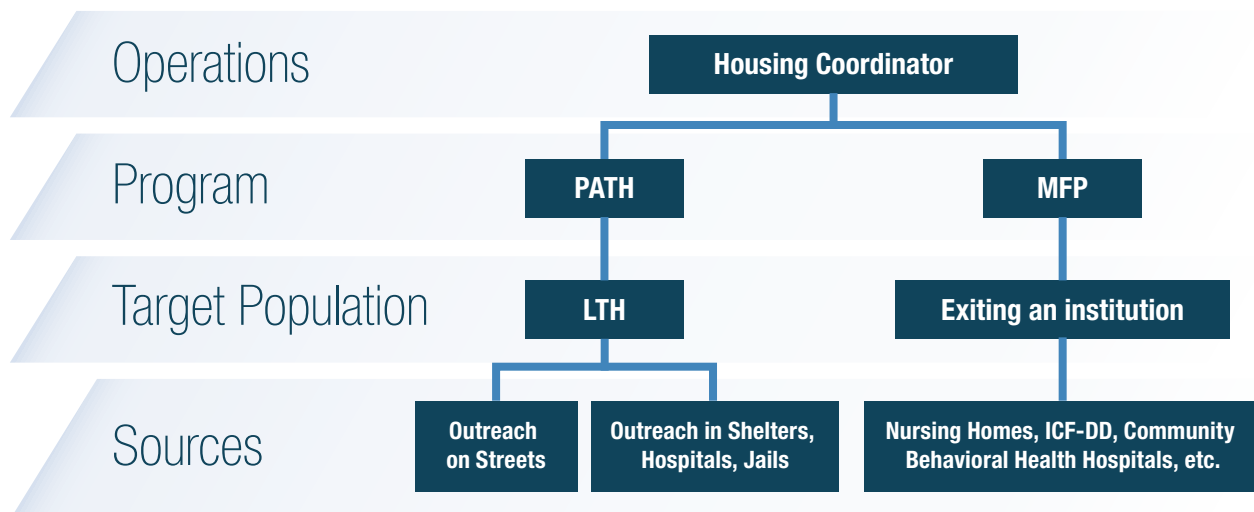 Operations
Housing Coordinator
Program
PATH
MFP
Target Population
LTH
Exiting an institution
Sources
Outreach
on Streets
Outreach in Shelters,
Hospitals, Jails
Nursing Homes, ICF-DD, Community
Behavioral Health Hospitals, etc.